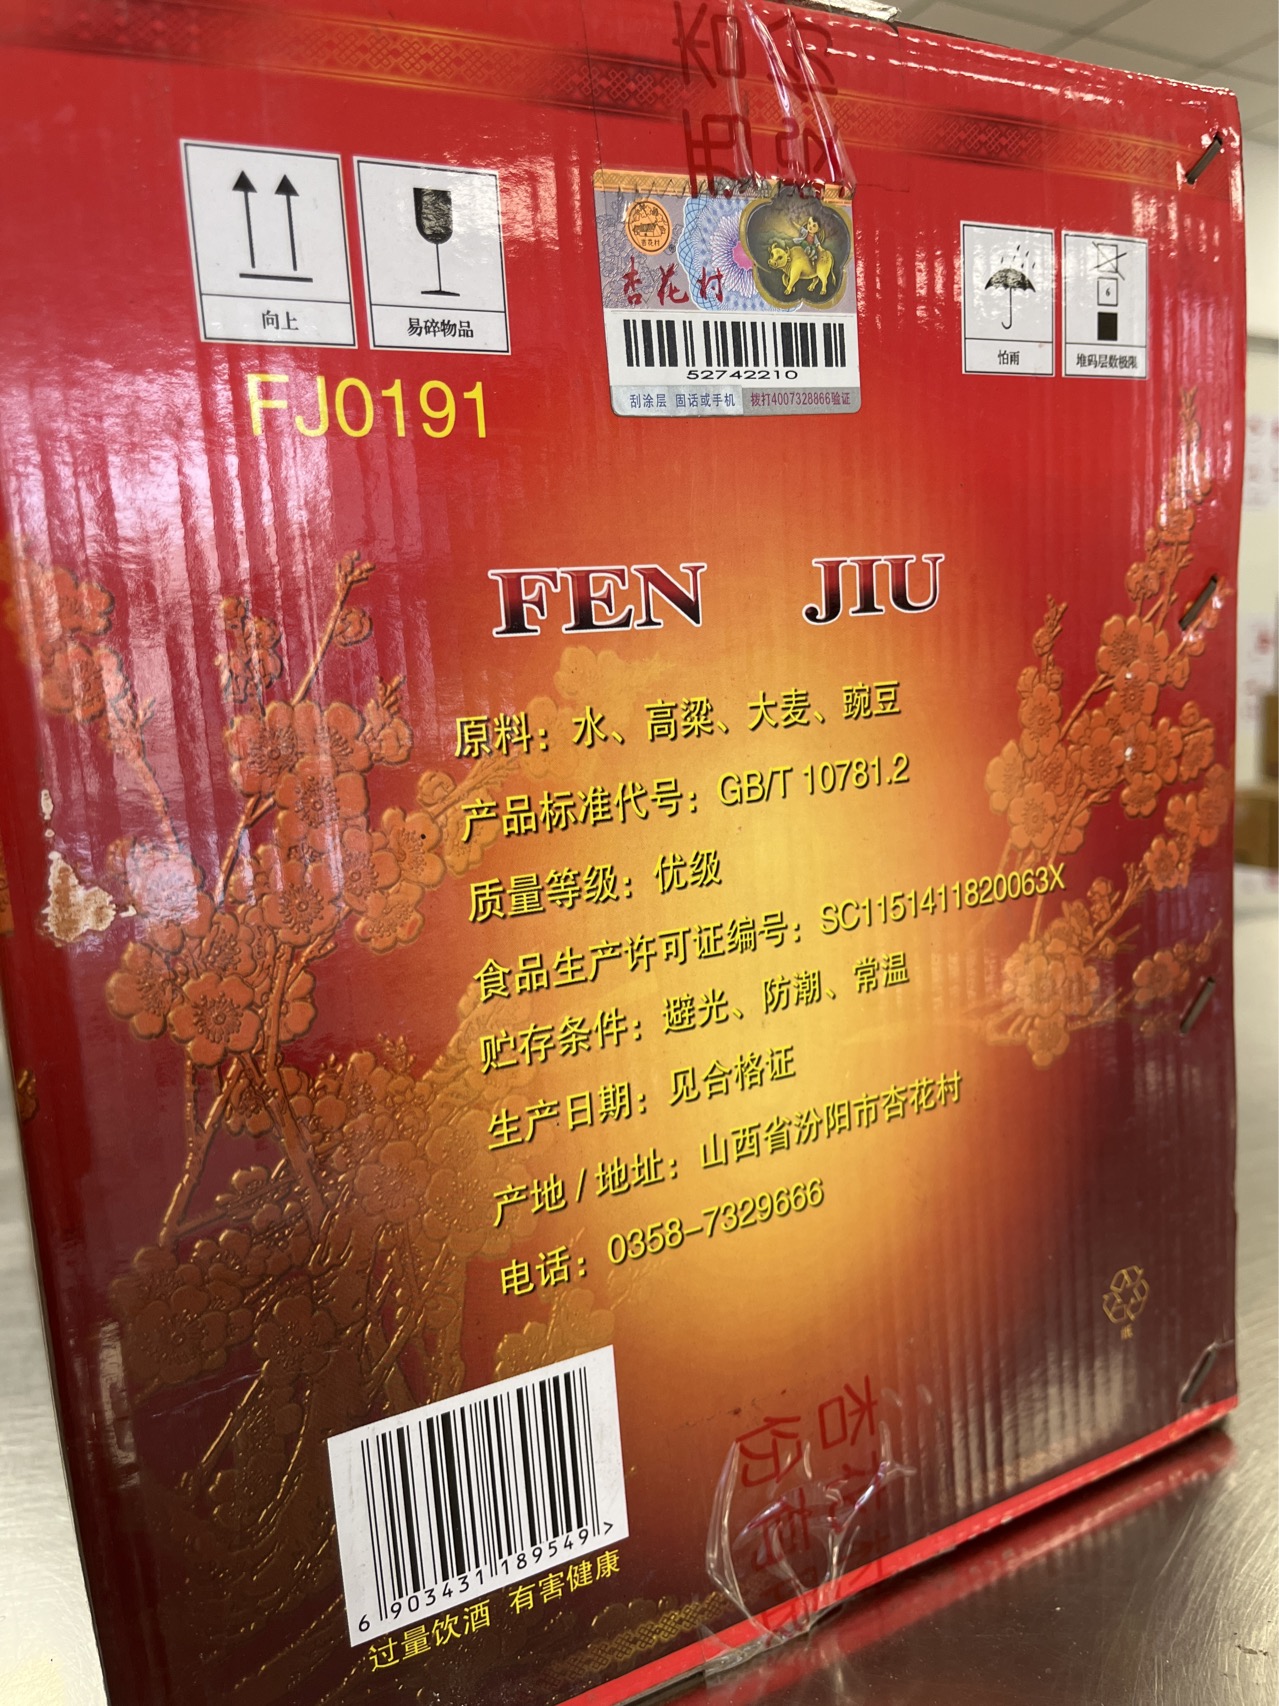 向上
易碎物品
杏花村
杏花村
52742210
刮涂层 固话或手机 拨打4007328866验证
怕雨
6
堆码层数极限
FJ0191
FEN JIU
原料：水、高粱、大麦、豌豆
产品标准代号：GB/T 10781.2
质量等级：优级
食品生产许可证编号：SC1151411820063X
贮存条件：避光、防潮、常温
生产日期：见合格证
产地/地址：山西省汾阳市杏花村
电话：0358-7329666
6 903431 189549 >
过量饮酒 有害健康